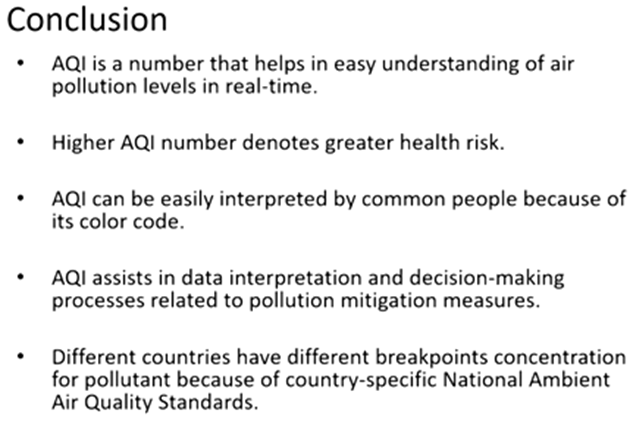 Conclusion
• AQI is a number that helps in easy understanding of air
pollution levels in real-time.
• Higher AQI number denotes greater health risk.
• AQI can be easily interpreted by common people because of
its color code.
• AQI assists in data interpretation and decision-making
processes related to pollution mitigation measures.
• Different countries have different breakpoints concentration
for pollutant because of country-specific National Ambient
Air Quality Standards.